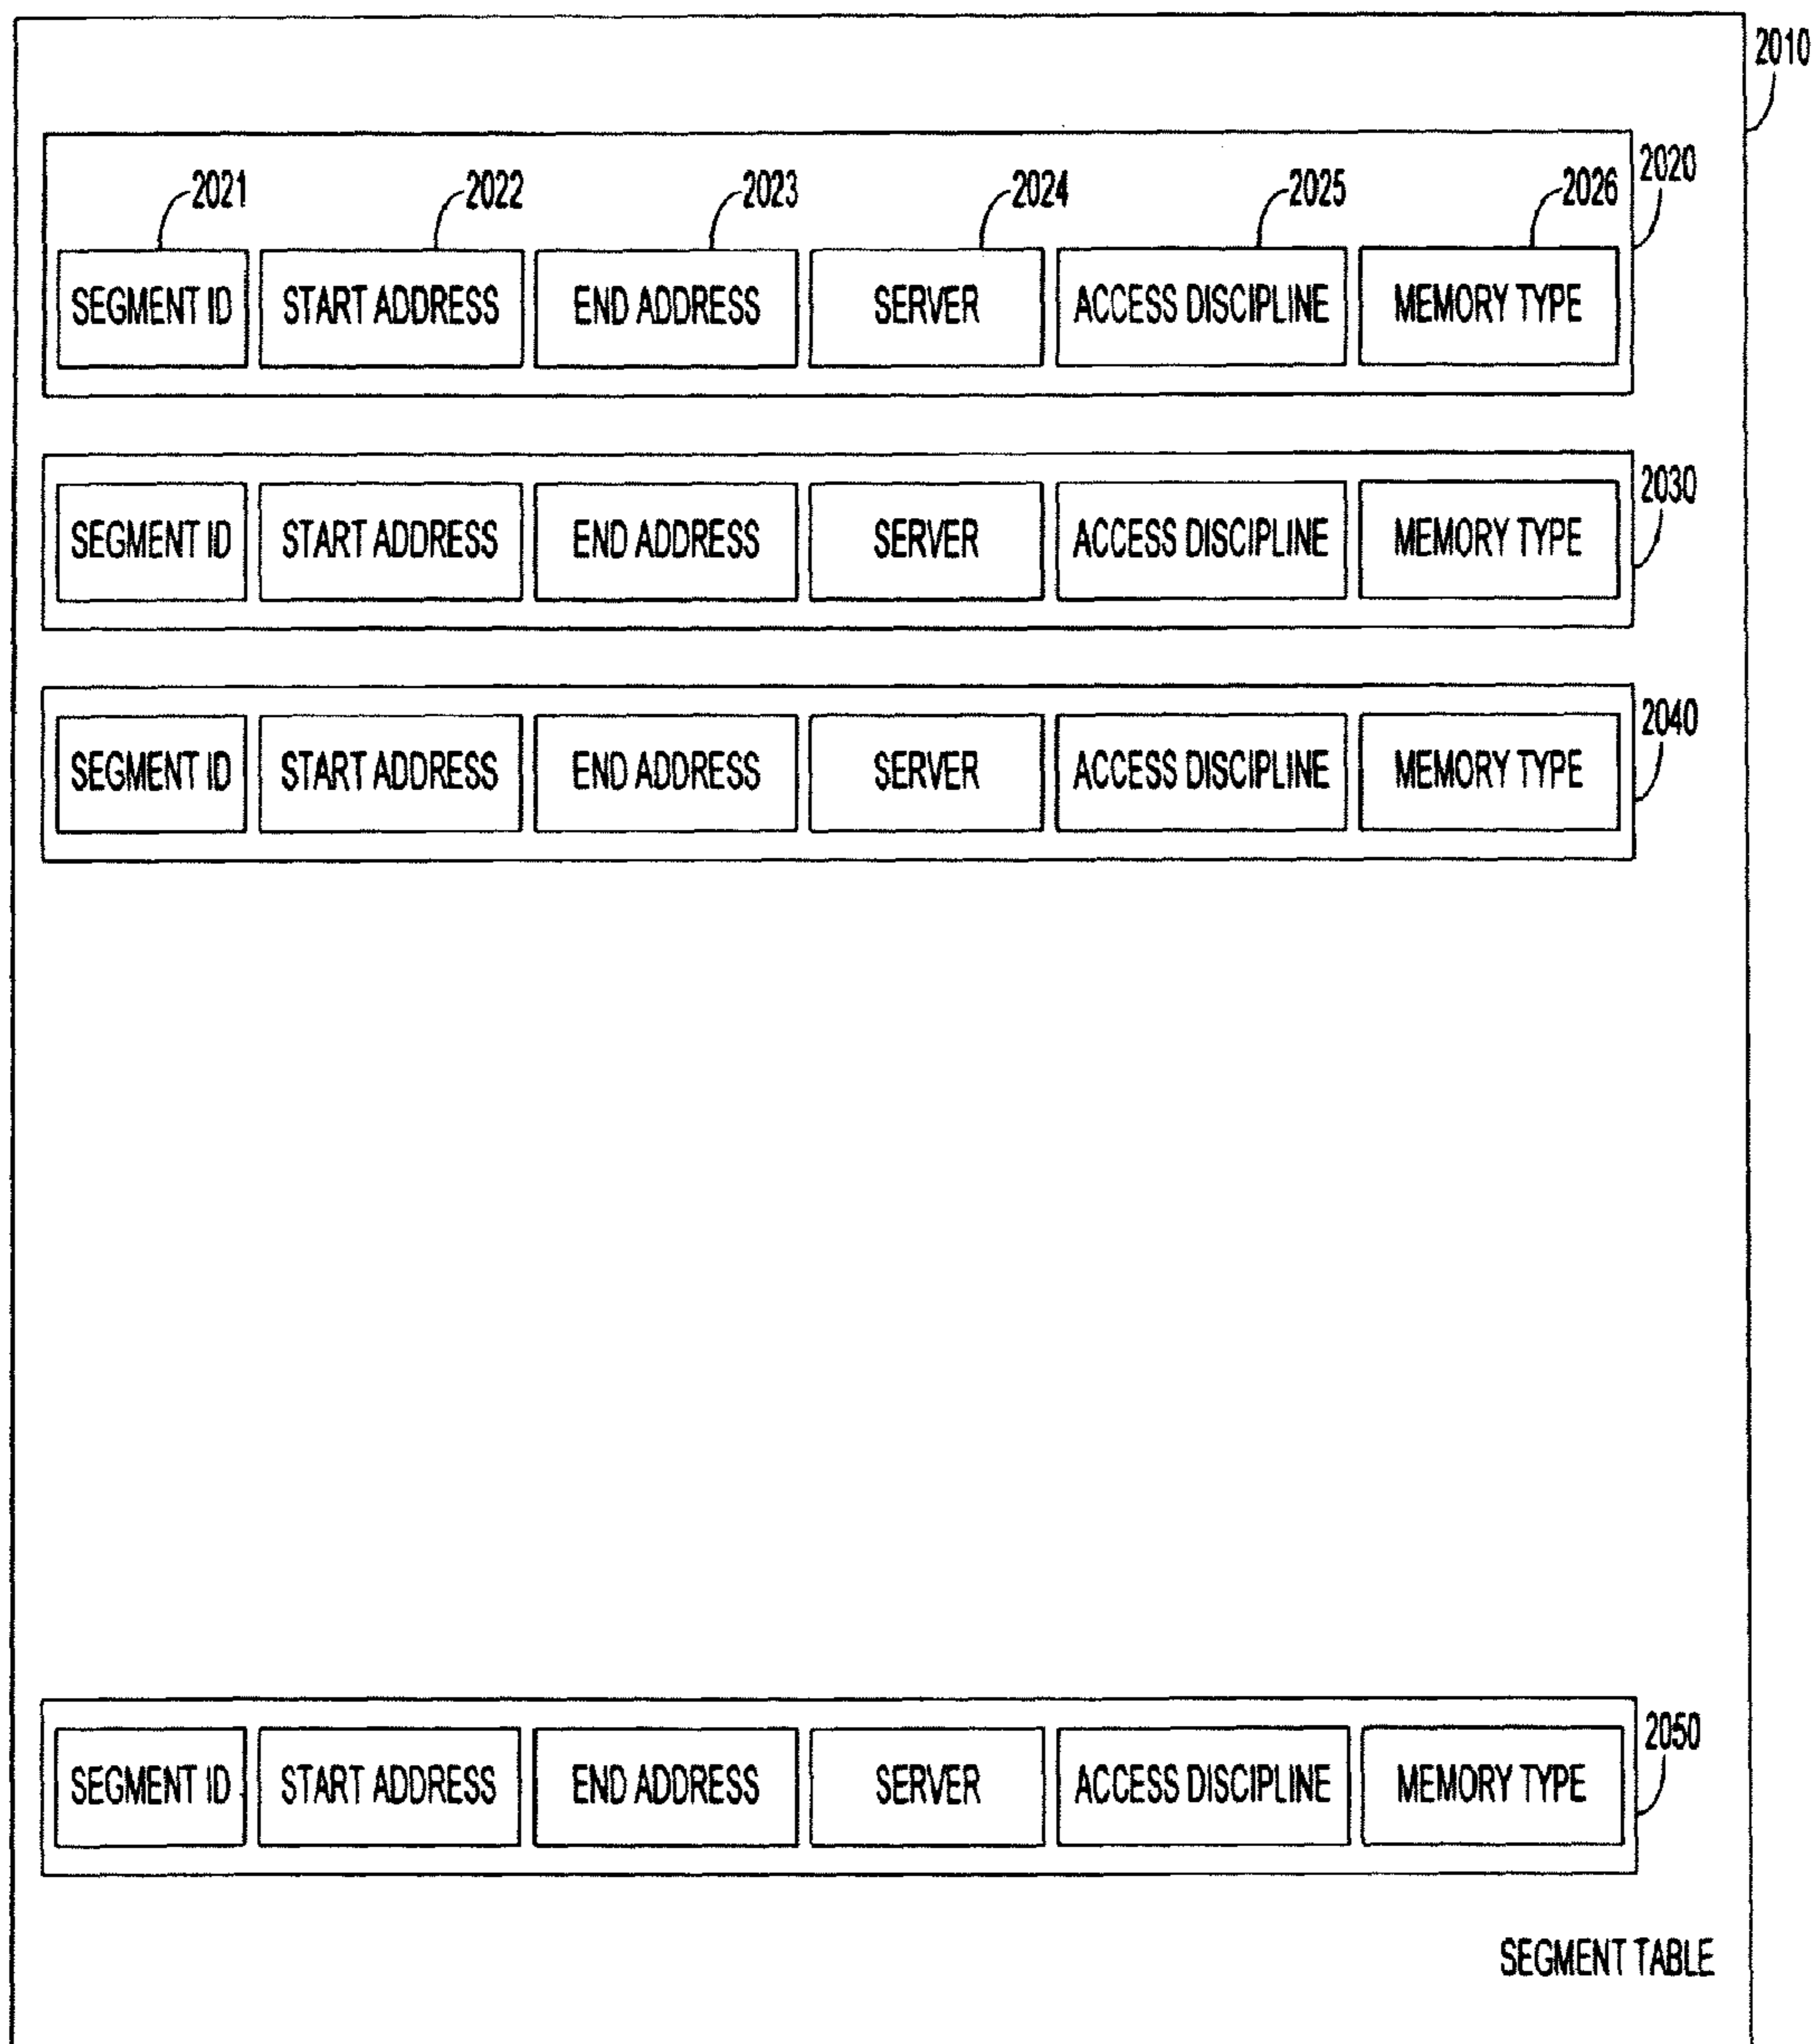 2010
2020
2021 2022 2023 2024 2025 2026
SEGMENT ID START ADDRESS END ADDRESS SERVER ACCESS DISCIPLINE MEMORY TYPE
2030
SEGMENT ID START ADDRESS END ADDRESS SERVER ACCESS DISCIPLINE MEMORY TYPE
2040
SEGMENT ID START ADDRESS END ADDRESS SERVER ACCESS DISCIPLINE MEMORY TYPE
2050
SEGMENT ID START ADDRESS END ADDRESS SERVER ACCESS DISCIPLINE MEMORY TYPE
SEGMENT TABLE